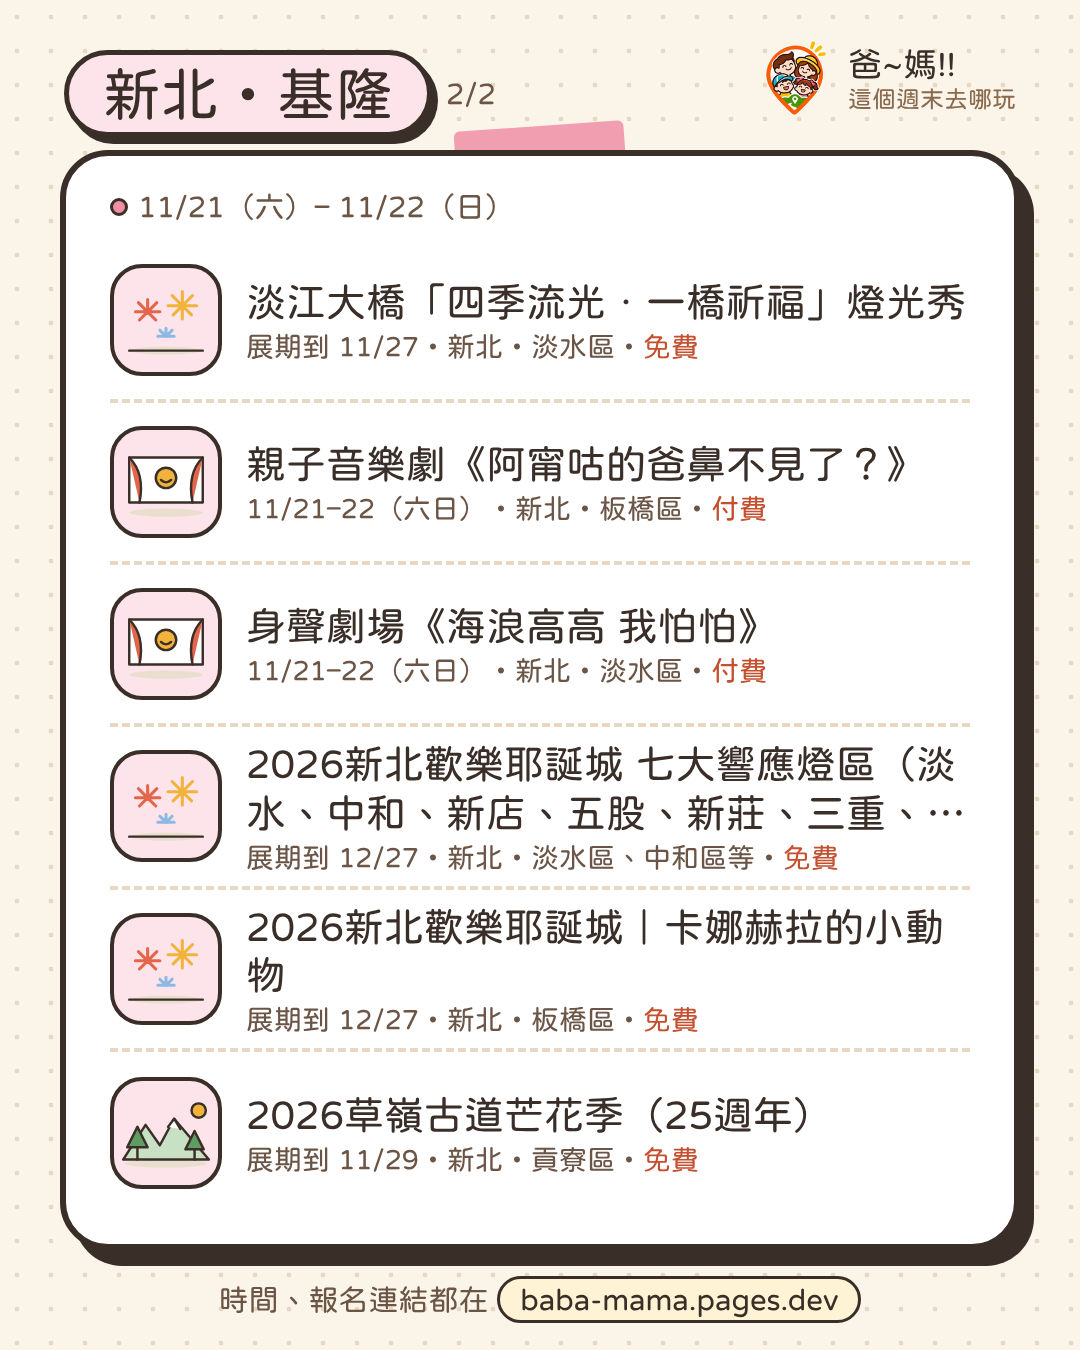 新北・基隆 2/2
爸~媽!!
這個週末去哪玩
11/21（六）– 11/22（日）
淡江大橋「四季流光．一橋祈福」燈光秀
展期到 11/27・新北・淡水區・免費
親子音樂劇《阿甯咕的爸鼻不見了？》
11/21–22（六日）・新北・板橋區・付費
身聲劇場《海浪高高 我怕怕》
11/21–22（六日）・新北・淡水區・付費
2026新北歡樂耶誕城 七大響應燈區（淡
水、中和、新店、五股、新莊、三重、…
展期到 12/27・新北・淡水區、中和區等・免費
2026新北歡樂耶誕城｜卡娜赫拉的小動
物
展期到 12/27・新北・板橋區・免費
2026草嶺古道芒花季（25週年）
展期到 11/29・新北・貢寮區・免費
時間、報名連結都在 baba-mama.pages.dev